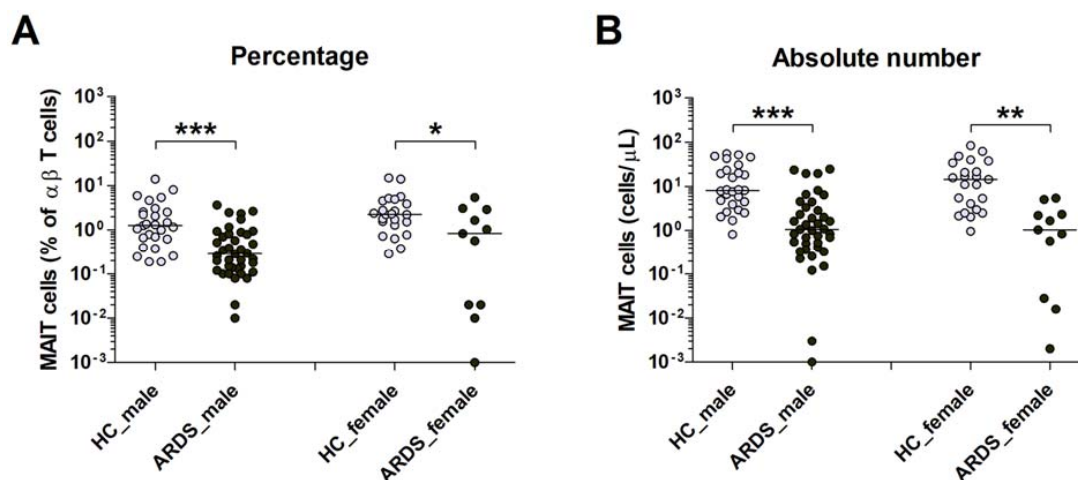 A
Percentage
MAIT cells (% of αβ T cells)
10³
10²
10¹
10⁰
10⁻¹
10⁻²
10⁻³
***
*
HC_male
ARDS_male
HC_female
ARDS_female
B
Absolute number
MAIT cells (cells/μL)
10³
10²
10¹
10⁰
10⁻¹
10⁻²
10⁻³
***
**
HC_male
ARDS_male
HC_female
ARDS_female